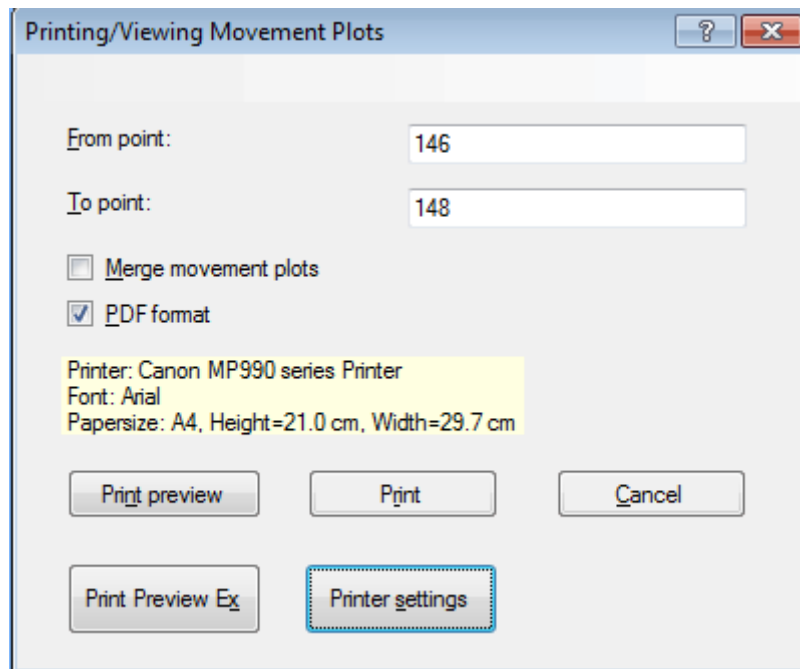 Printing/Viewing Movement Plots
From point:
146
To point:
148
Merge movement plots
PDF format
Printer: Canon MP990 series Printer
Font: Arial
Papersize: A4, Height=21.0 cm, Width=29.7 cm
Print preview
Print
Cancel
Print Preview Ex
Printer settings